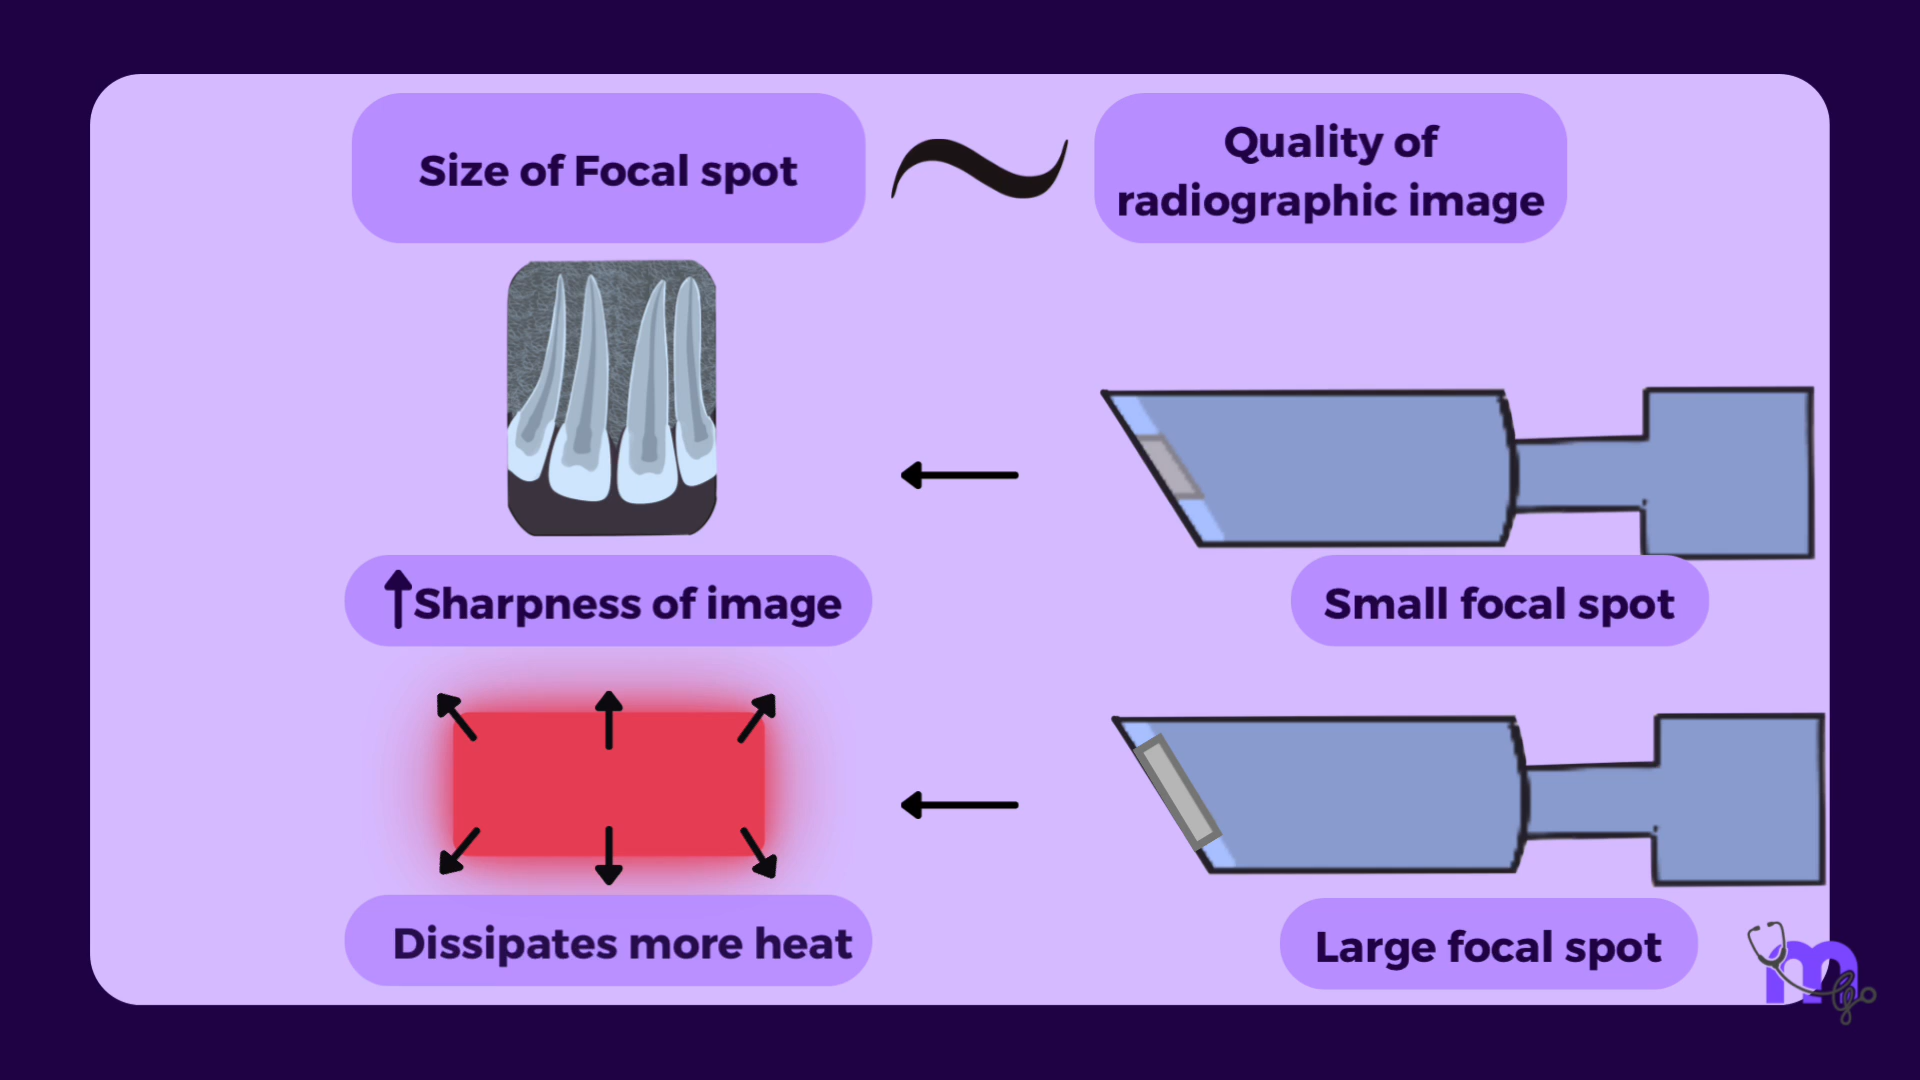 Size of Focal spot
~
Quality of
radiographic image
↑Sharpness of image
Small focal spot
Dissipates more heat
Large focal spot
m
go